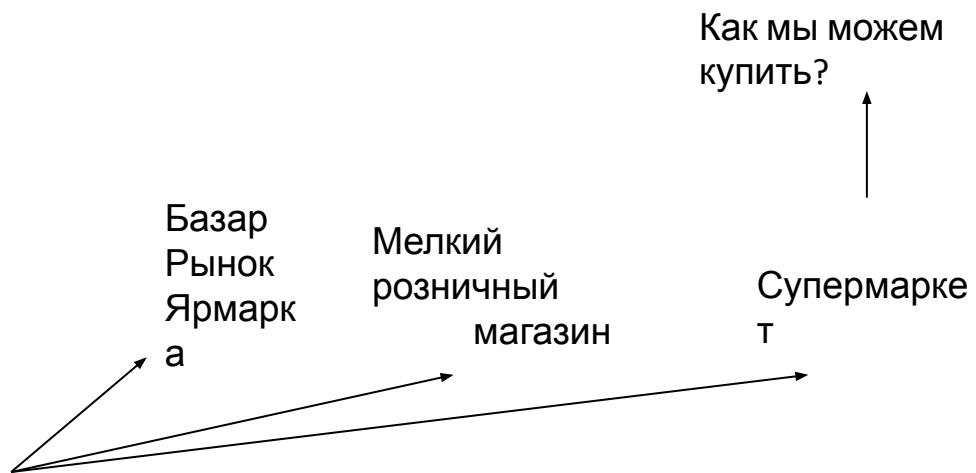 Как мы можем
купить?
Базар
Рынок
Ярмарк
а
Мелкий
розничный
магазин
Супермарке
т